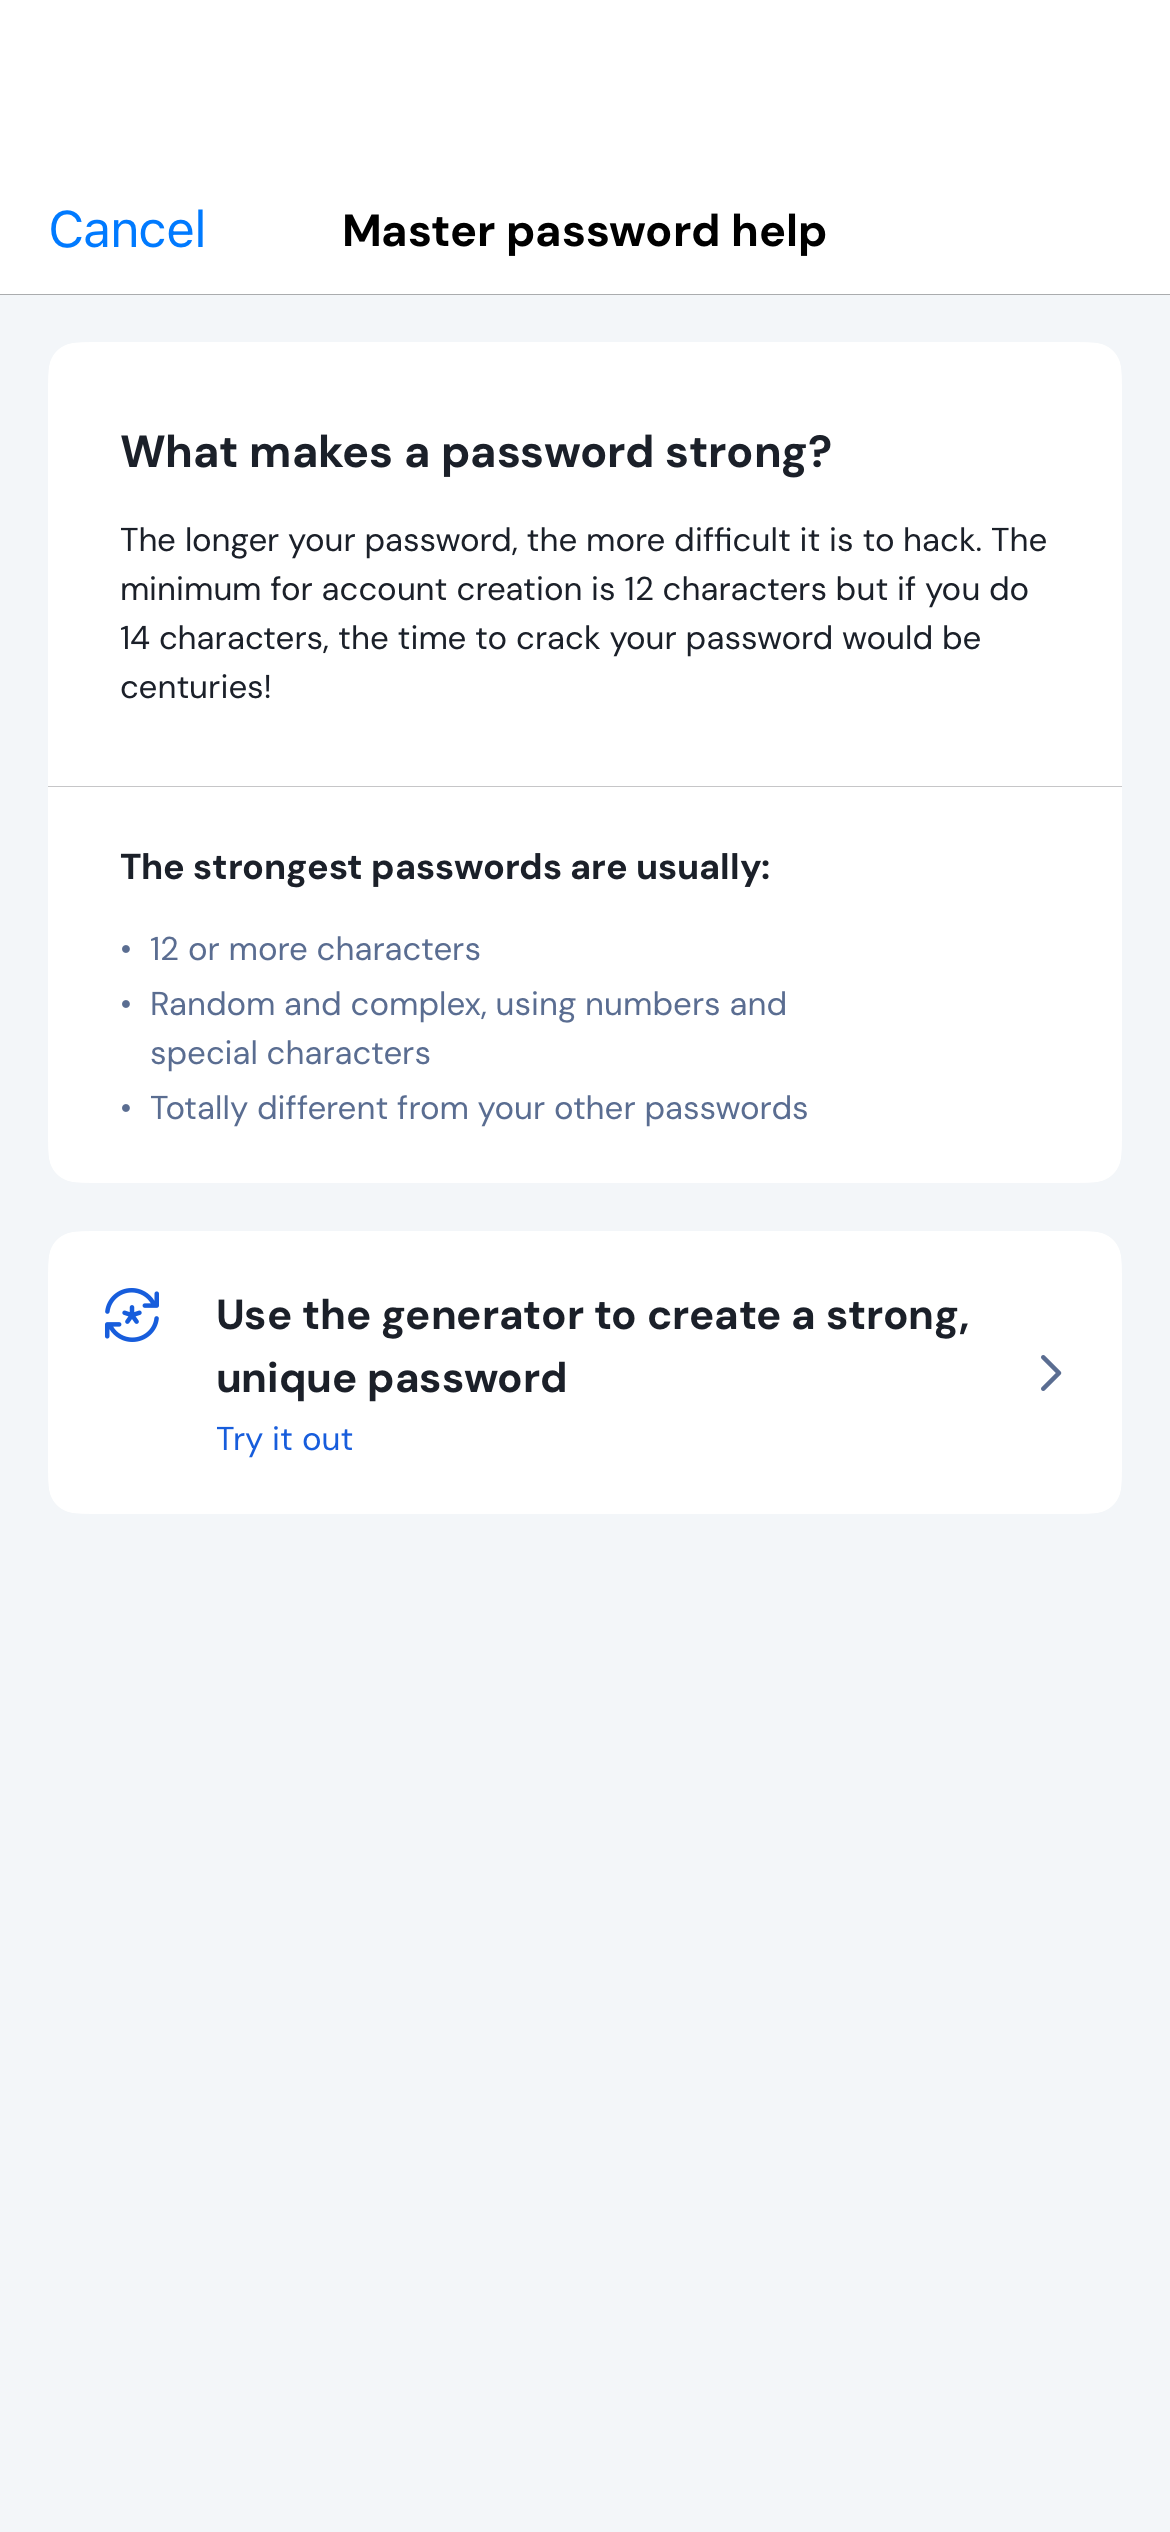 Cancel
Master password help
What makes a password strong?
The longer your password, the more difficult it is to hack. The
minimum for account creation is 12 characters but if you do
14 characters, the time to crack your password would be
centuries!
The strongest passwords are usually:
• 12 or more characters
• Random and complex, using numbers and
special characters
• Totally different from your other passwords
Use the generator to create a strong,
unique password
Try it out